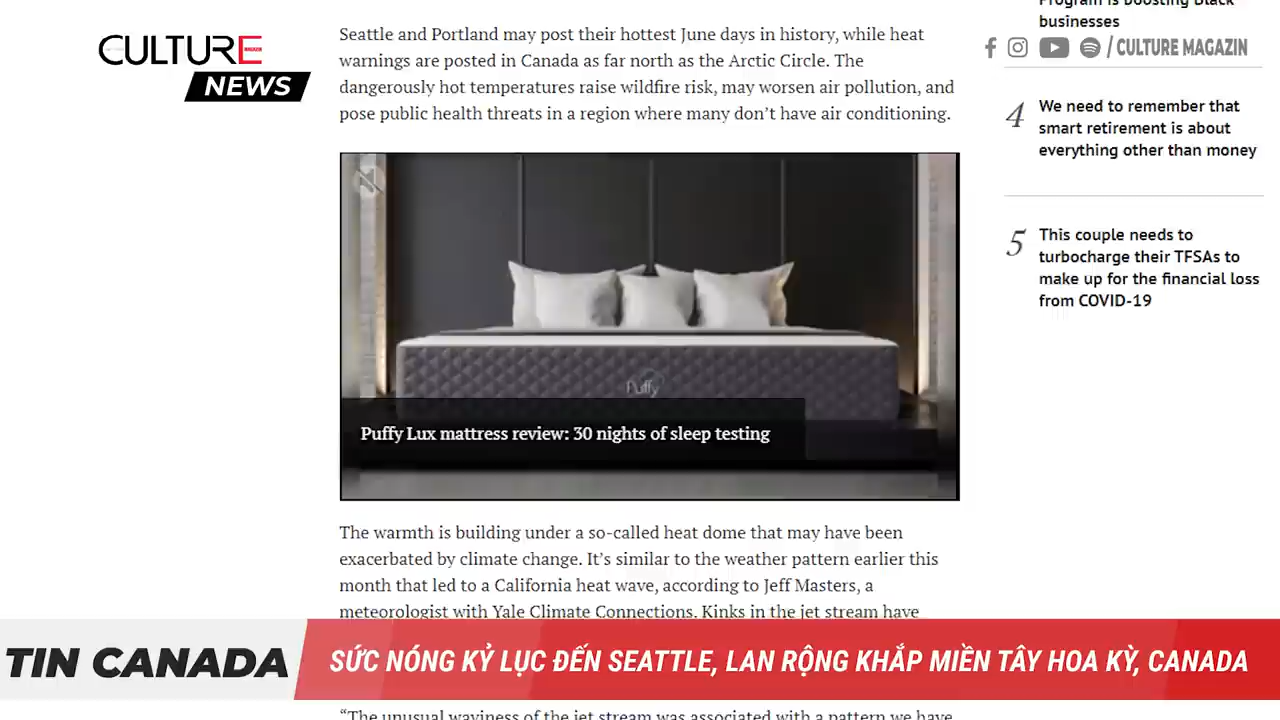 CULTURE
NEWS
Seattle and Portland may post their hottest June days in history, while heat
warnings are posted in Canada as far north as the Arctic Circle. The
dangerously hot temperatures raise wildfire risk, may worsen air pollution, and
pose public health threats in a region where many don’t have air conditioning.
Puffy
Puffy Lux mattress review: 30 nights of sleep testing
The warmth is building under a so-called heat dome that may have been
exacerbated by climate change. It’s similar to the weather pattern earlier this
month that led to a California heat wave, according to Jeff Masters, a
meteorologist with Yale Climate Connections. Kinks in the jet stream have
“The unusual waviness of the jet stream was associated with a pattern we have
Program is boosting Black
businesses
/ CULTURE MAGAZIN
4
We need to remember that
smart retirement is about
everything other than money
5
This couple needs to
turbocharge their TFSAs to
make up for the financial loss
from COVID-19
TIN CANADA
SỨC NÓNG KỶ LỤC ĐẾN SEATTLE, LAN RỘNG KHẮP MIỀN TÂY HOA KỲ, CANADA